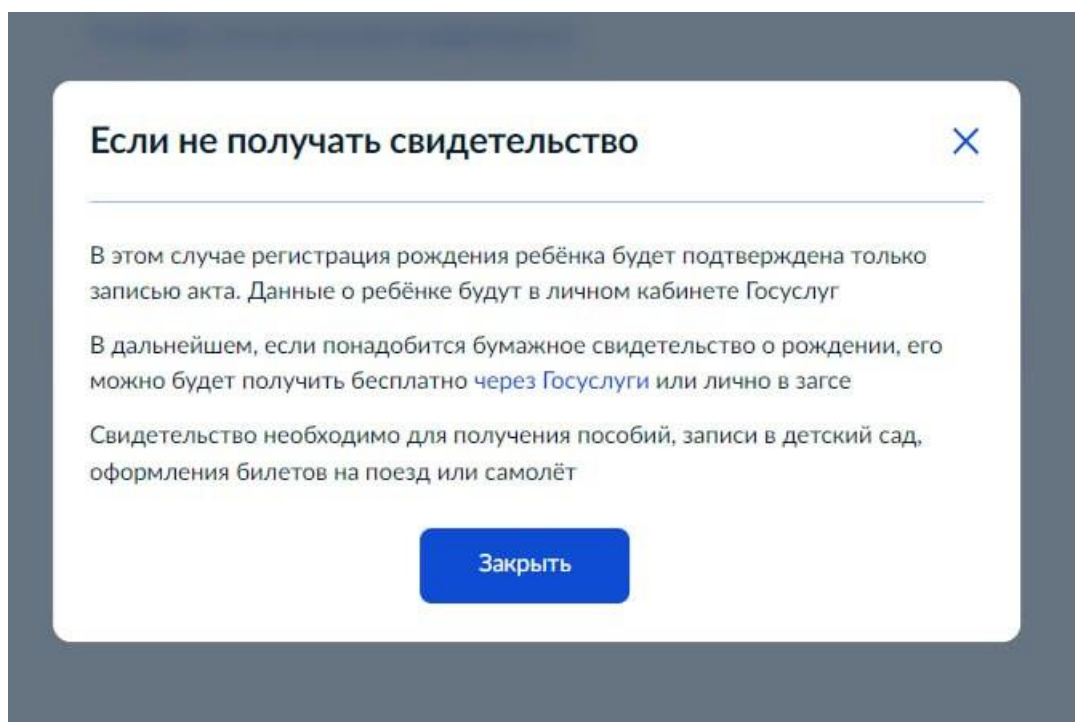 Если не получать свидетельство
В этом случае регистрация рождения ребёнка будет подтверждена только
записью акта. Данные о ребёнке будут в личном кабинете Госуслуг
В дальнейшем, если понадобится бумажное свидетельство о рождении, его
можно будет получить бесплатно через Госуслуги или лично в загсе
Свидетельство необходимо для получения пособий, записи в детский сад,
оформления билетов на поезд или самолёт
Закрыть